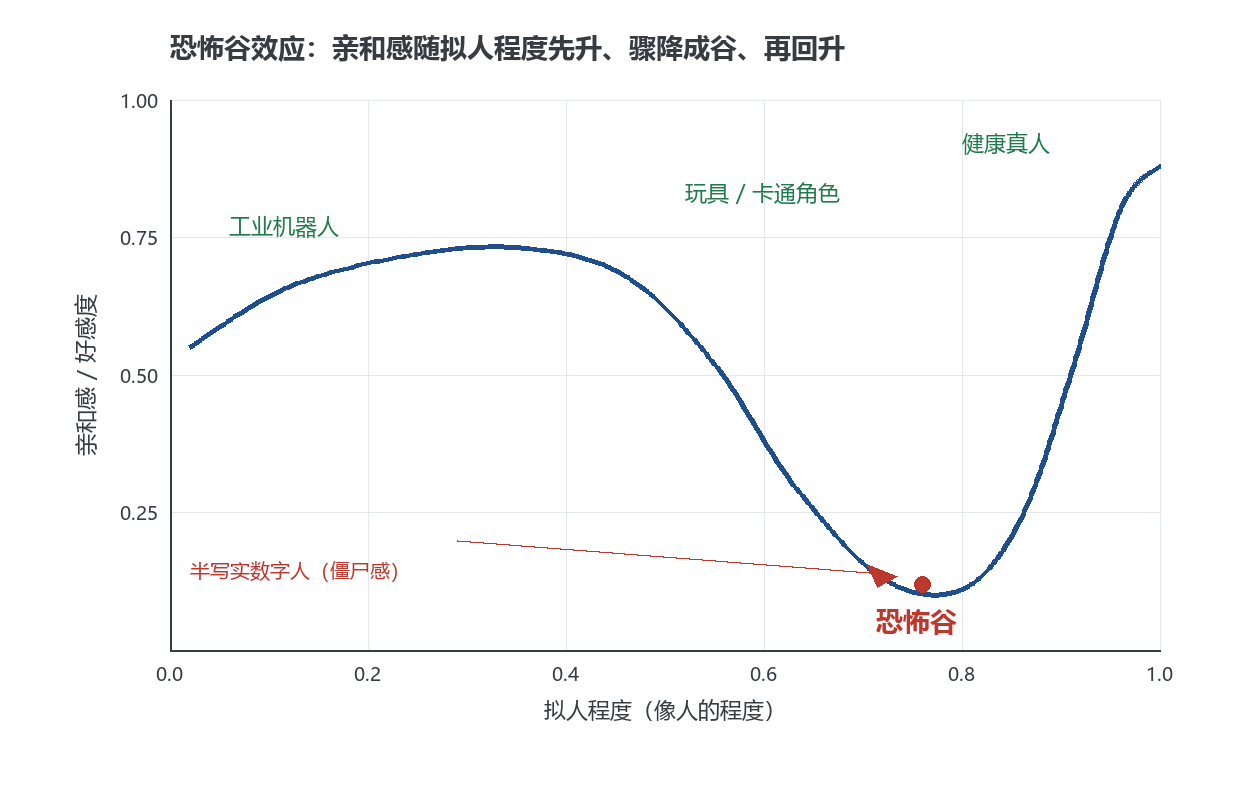 恐怖谷效应：亲和感随拟人程度先升、骤降成谷、再回升
1.00
健康真人
玩具 / 卡通角色
工业机器人
0.75
亲和感 / 好感度
0.50
0.25
半写实数字人（僵尸感）
恐怖谷
0.0 0.2 0.4 0.6 0.8 1.0
拟人程度（像人的程度）